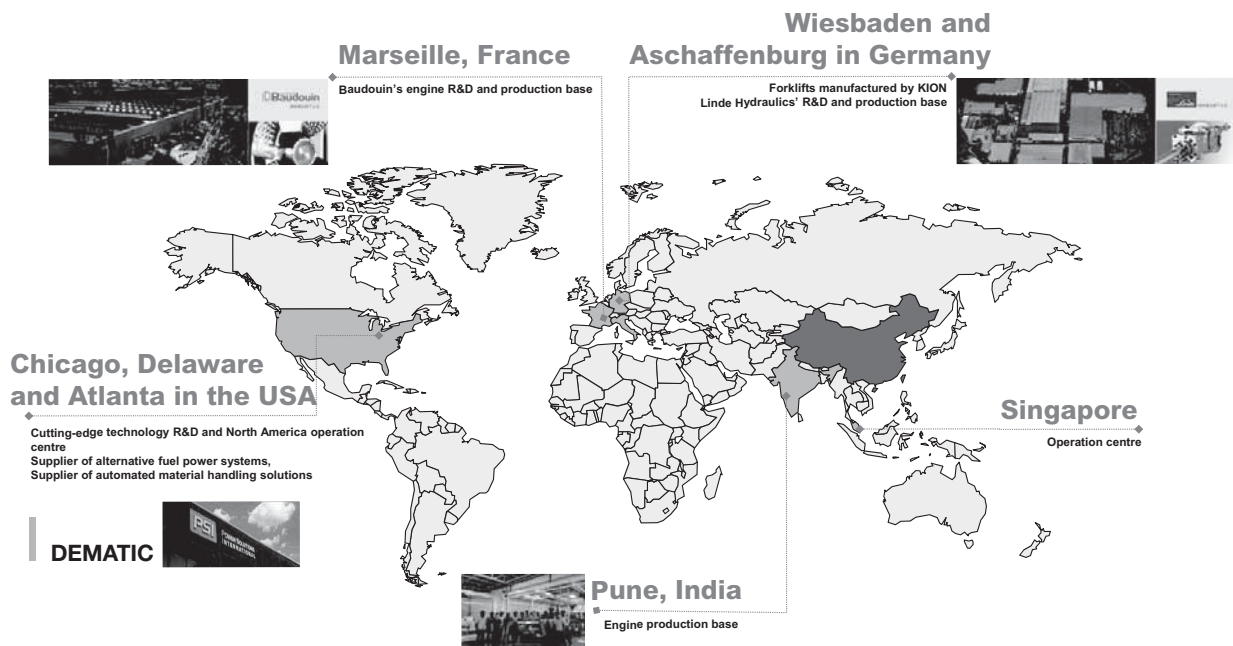 Wiesbaden and
Aschaffenburg in Germany
Forklifts manufactured by KION
Linde Hydraulics' R&D and production base
Marseille, France
Baudouin's engine R&D and production base
Baudouin
Chicago, Delaware
and Atlanta in the USA
Cutting-edge technology R&D and North America operation
centre
Supplier of alternative fuel power systems,
Supplier of automated material handling solutions
DEMATIC
PSI
POWER SOLUTIONS
INTERNATIONAL
Singapore
Operation centre
Pune, India
Engine production base